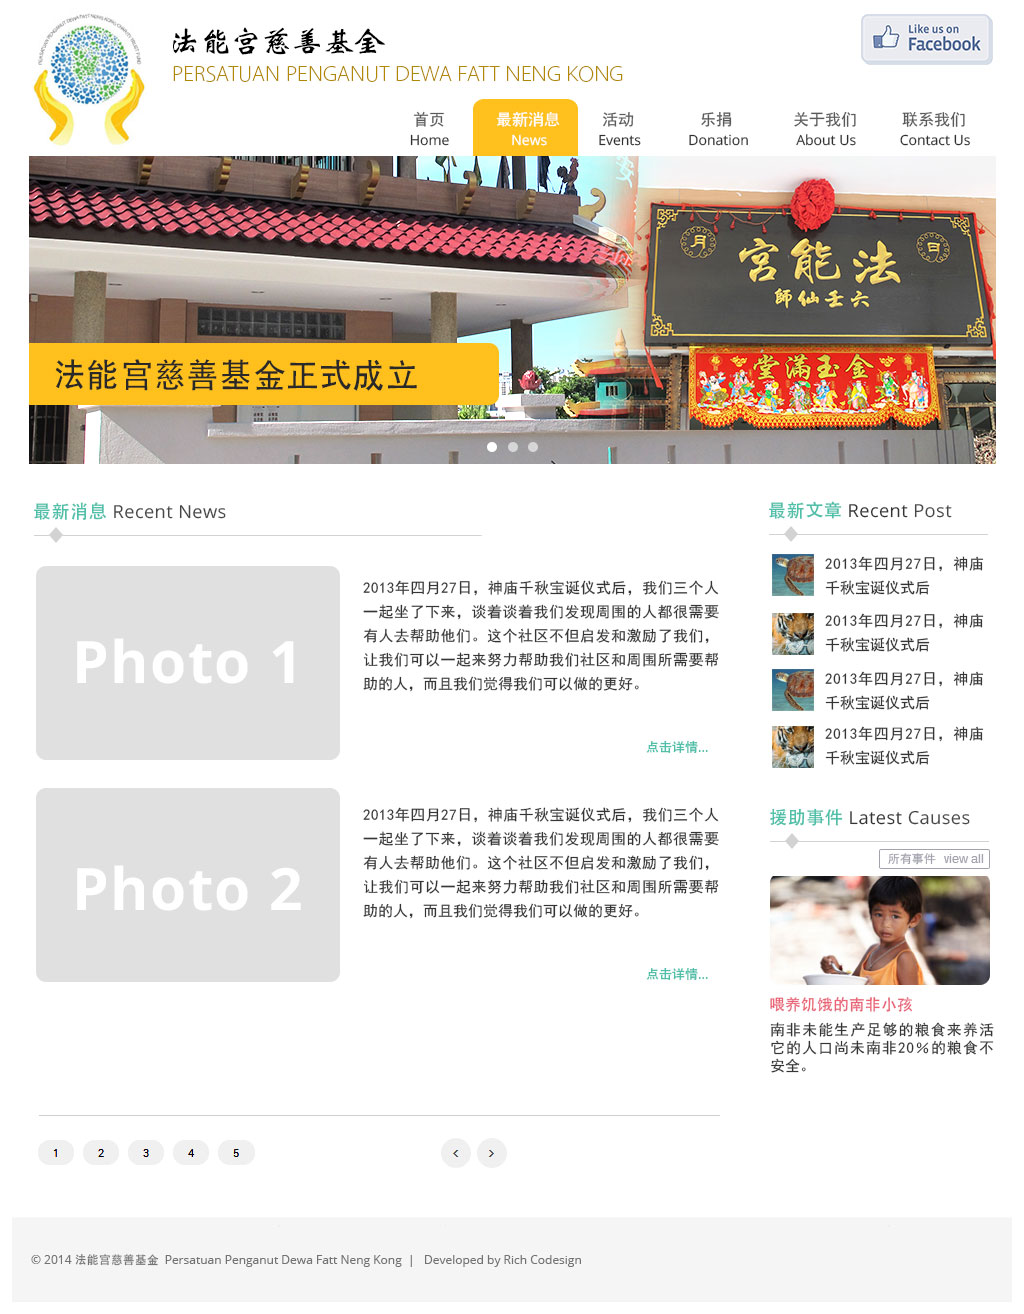 法能宫慈善基金
PERSATUAN PENGANUT DEWA FATT NENG KONG
Like us on
Facebook
首页 最新消息 活动 乐捐 关于我们 联系我们
Home News Events Donation About Us Contact Us
月 宫能法 日
師仙壬六
堂满玉金
法能宫慈善基金正式成立
最新消息 Recent News
Photo 1
2013年四月27日，神庙千秋宝诞仪式后，我们三个人
一起坐了下来，谈着谈着我们发现周围的人都很需要
有人去帮助他们。这个社区不但启发和激励了我们，
让我们可以一起来努力帮助我们社区和周围所需要帮
助的人，而且我们觉得我们可以做的更好。
点击详情...
Photo 2
2013年四月27日，神庙千秋宝诞仪式后，我们三个人
一起坐了下来，谈着谈着我们发现周围的人都很需要
有人去帮助他们。这个社区不但启发和激励了我们，
让我们可以一起来努力帮助我们社区和周围所需要帮
助的人，而且我们觉得我们可以做的更好。
点击详情...
最新文章 Recent Post
2013年四月27日，神庙
千秋宝诞仪式后
2013年四月27日，神庙
千秋宝诞仪式后
2013年四月27日，神庙
千秋宝诞仪式后
2013年四月27日，神庙
千秋宝诞仪式后
援助事件 Latest Causes
所有事件 view all
喂养饥饿的南非小孩
南非未能生产足够的粮食来养活
它的人口尚未南非20%的粮食不
安全。
1 2 3 4 5 < >
© 2014 法能宫慈善基金 Persatuan Penganut Dewa Fatt Neng Kong | Developed by Rich Codesign